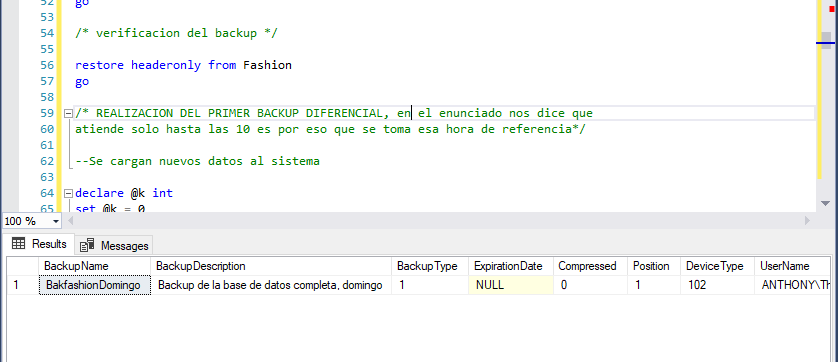 52 go
53
54 /* verificacion del backup */
55
56 restore headeronly from Fashion
57 go
58
59 /* REALIZACION DEL PRIMER BACKUP DIFERENCIAL, en el enunciado nos dice que
60 atiende solo hasta las 10 es por eso que se toma esa hora de referencia*/
61
62 --Se cargan nuevos datos al sistema
63
64 declare @k int
65 set @k = 0
100 %
Results Messages
BackupName BackupDescription BackupType ExpirationDate Compressed Position DeviceType UserName
1 BakfashionDomingo Backup de la base de datos completa, domingo 1 NULL 0 1 102 ANTHONY\Th